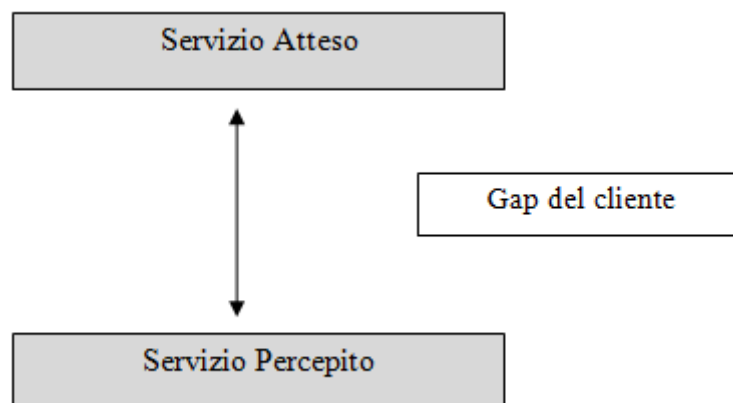 Servizio Atteso
Gap del cliente
Servizio Percepito